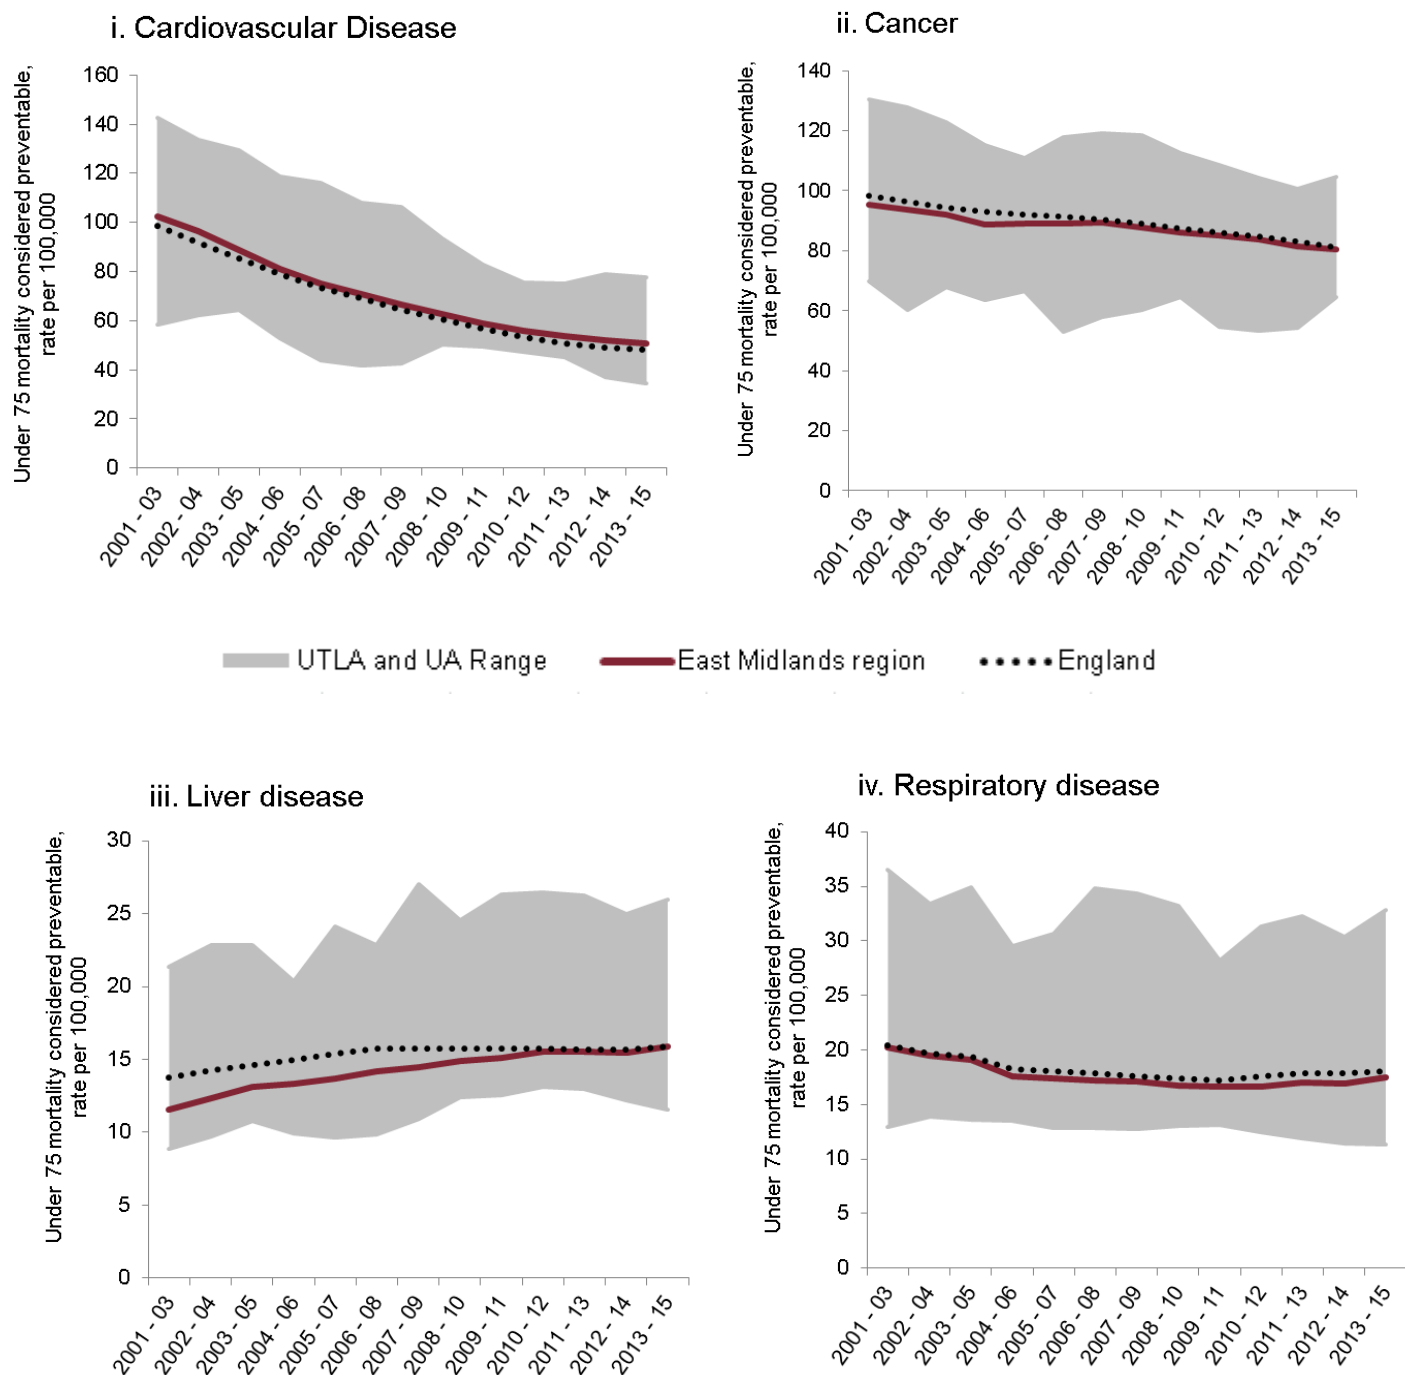 i. Cardiovascular Disease
Under 75 mortality considered preventable,
rate per 100,000
160
140
120
100
80
60
40
20
0
2001 - 03
2002 - 04
2003 - 05
2004 - 06
2005 - 07
2006 - 08
2007 - 09
2008 - 10
2009 - 11
2010 - 12
2011 - 13
2012 - 14
2013 - 15
ii. Cancer
Under 75 mortality considered preventable,
rate per 100,000
140
120
100
80
60
40
20
0
2001 - 03
2002 - 04
2003 - 05
2004 - 06
2005 - 07
2006 - 08
2007 - 09
2008 - 10
2009 - 11
2010 - 12
2011 - 13
2012 - 14
2013 - 15
UTLA and UA Range
East Midlands region
England
iii. Liver disease
Under 75 mortality considered preventable,
rate per 100,000
30
25
20
15
10
5
0
2001 - 03
2002 - 04
2003 - 05
2004 - 06
2005 - 07
2006 - 08
2007 - 09
2008 - 10
2009 - 11
2010 - 12
2011 - 13
2012 - 14
2013 - 15
iv. Respiratory disease
Under 75 mortality considered preventable,
rate per 100,000
40
35
30
25
20
15
10
5
0
2001 - 03
2002 - 04
2003 - 05
2004 - 06
2005 - 07
2006 - 08
2007 - 09
2008 - 10
2009 - 11
2010 - 12
2011 - 13
2012 - 14
2013 - 15